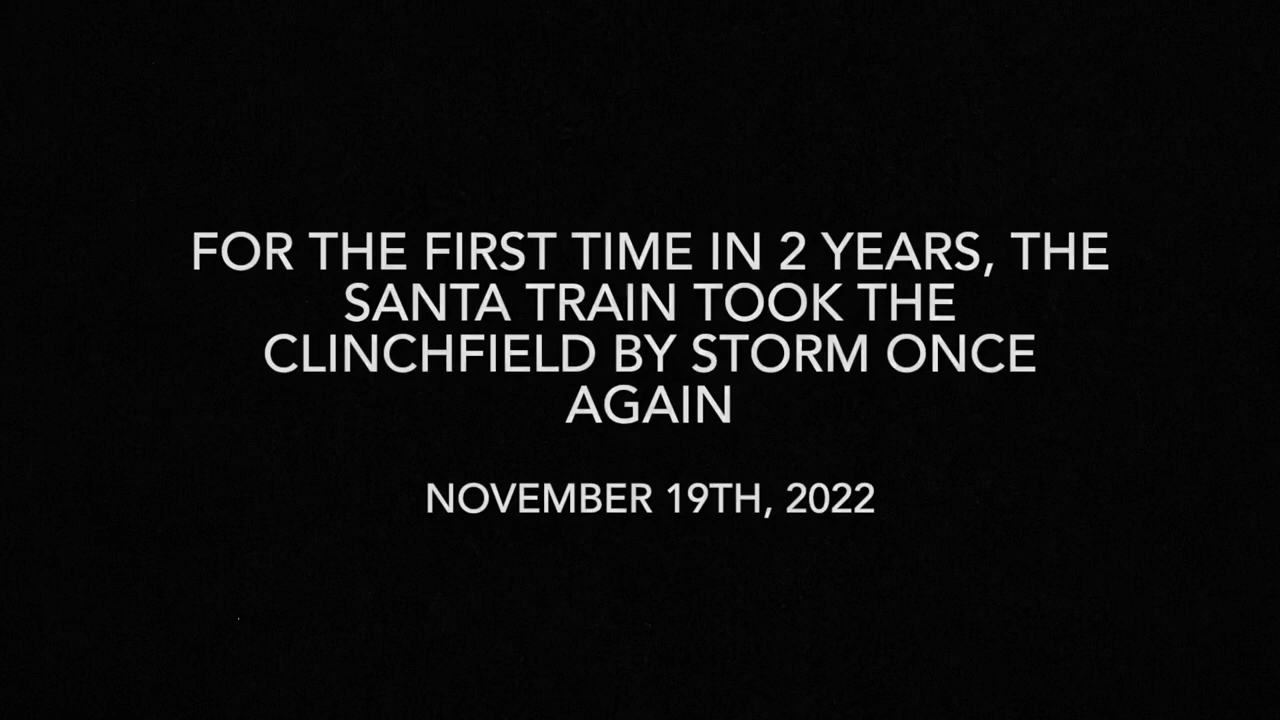 FOR THE FIRST TIME IN 2 YEARS, THE
SANTA TRAIN TOOK THE
CLINCHFIELD BY STORM ONCE
AGAIN
NOVEMBER 19TH, 2022